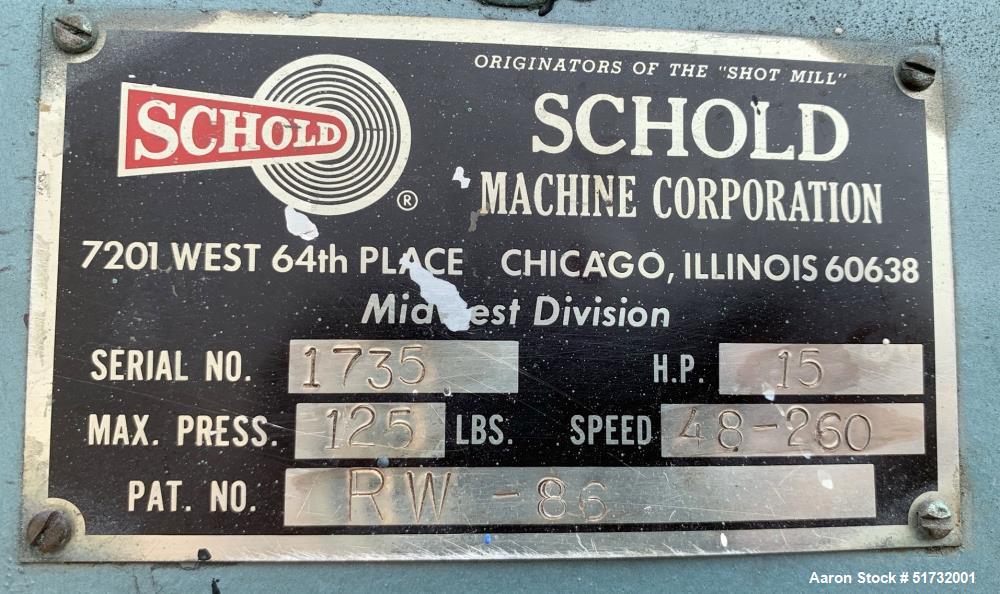 ORIGINATORS OF THE "SHOT MILL"
SCHOLD
®
SCHOLD
MACHINE CORPORATION
7201 WEST 64th PLACE CHICAGO, ILLINOIS 60638
Midwest Division
SERIAL NO. 1735 H.P. 15
MAX. PRESS. 125 LBS. SPEED 48-260
PAT. NO. RW -86
Aaron Stock # 51732001